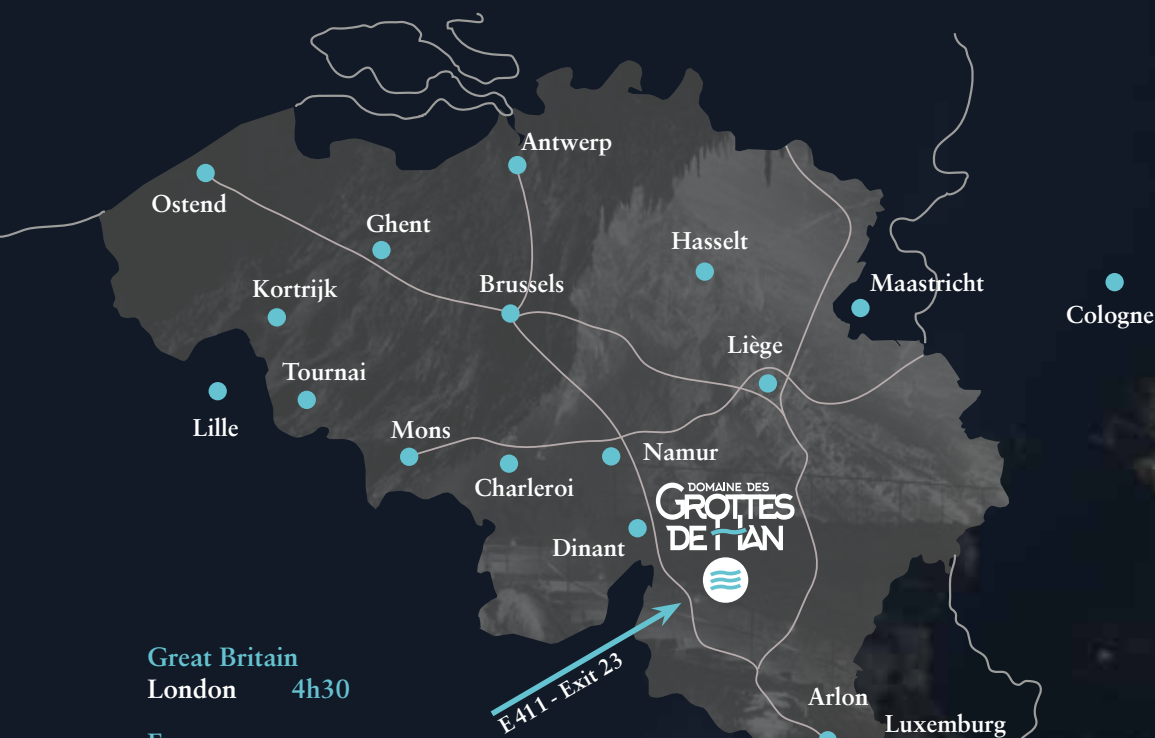 Antwerp
Ostend
Ghent
Hasselt
Brussels
Maastricht
Kortrijk
Cologne
Liège
Tournai
Lille
Mons
Namur
Charleroi
DOMAINE DES
GROTTES
DE HAN
Dinant
Great Britain
London 4h30
E 411 - Exit 23
Arlon
Luxemburg